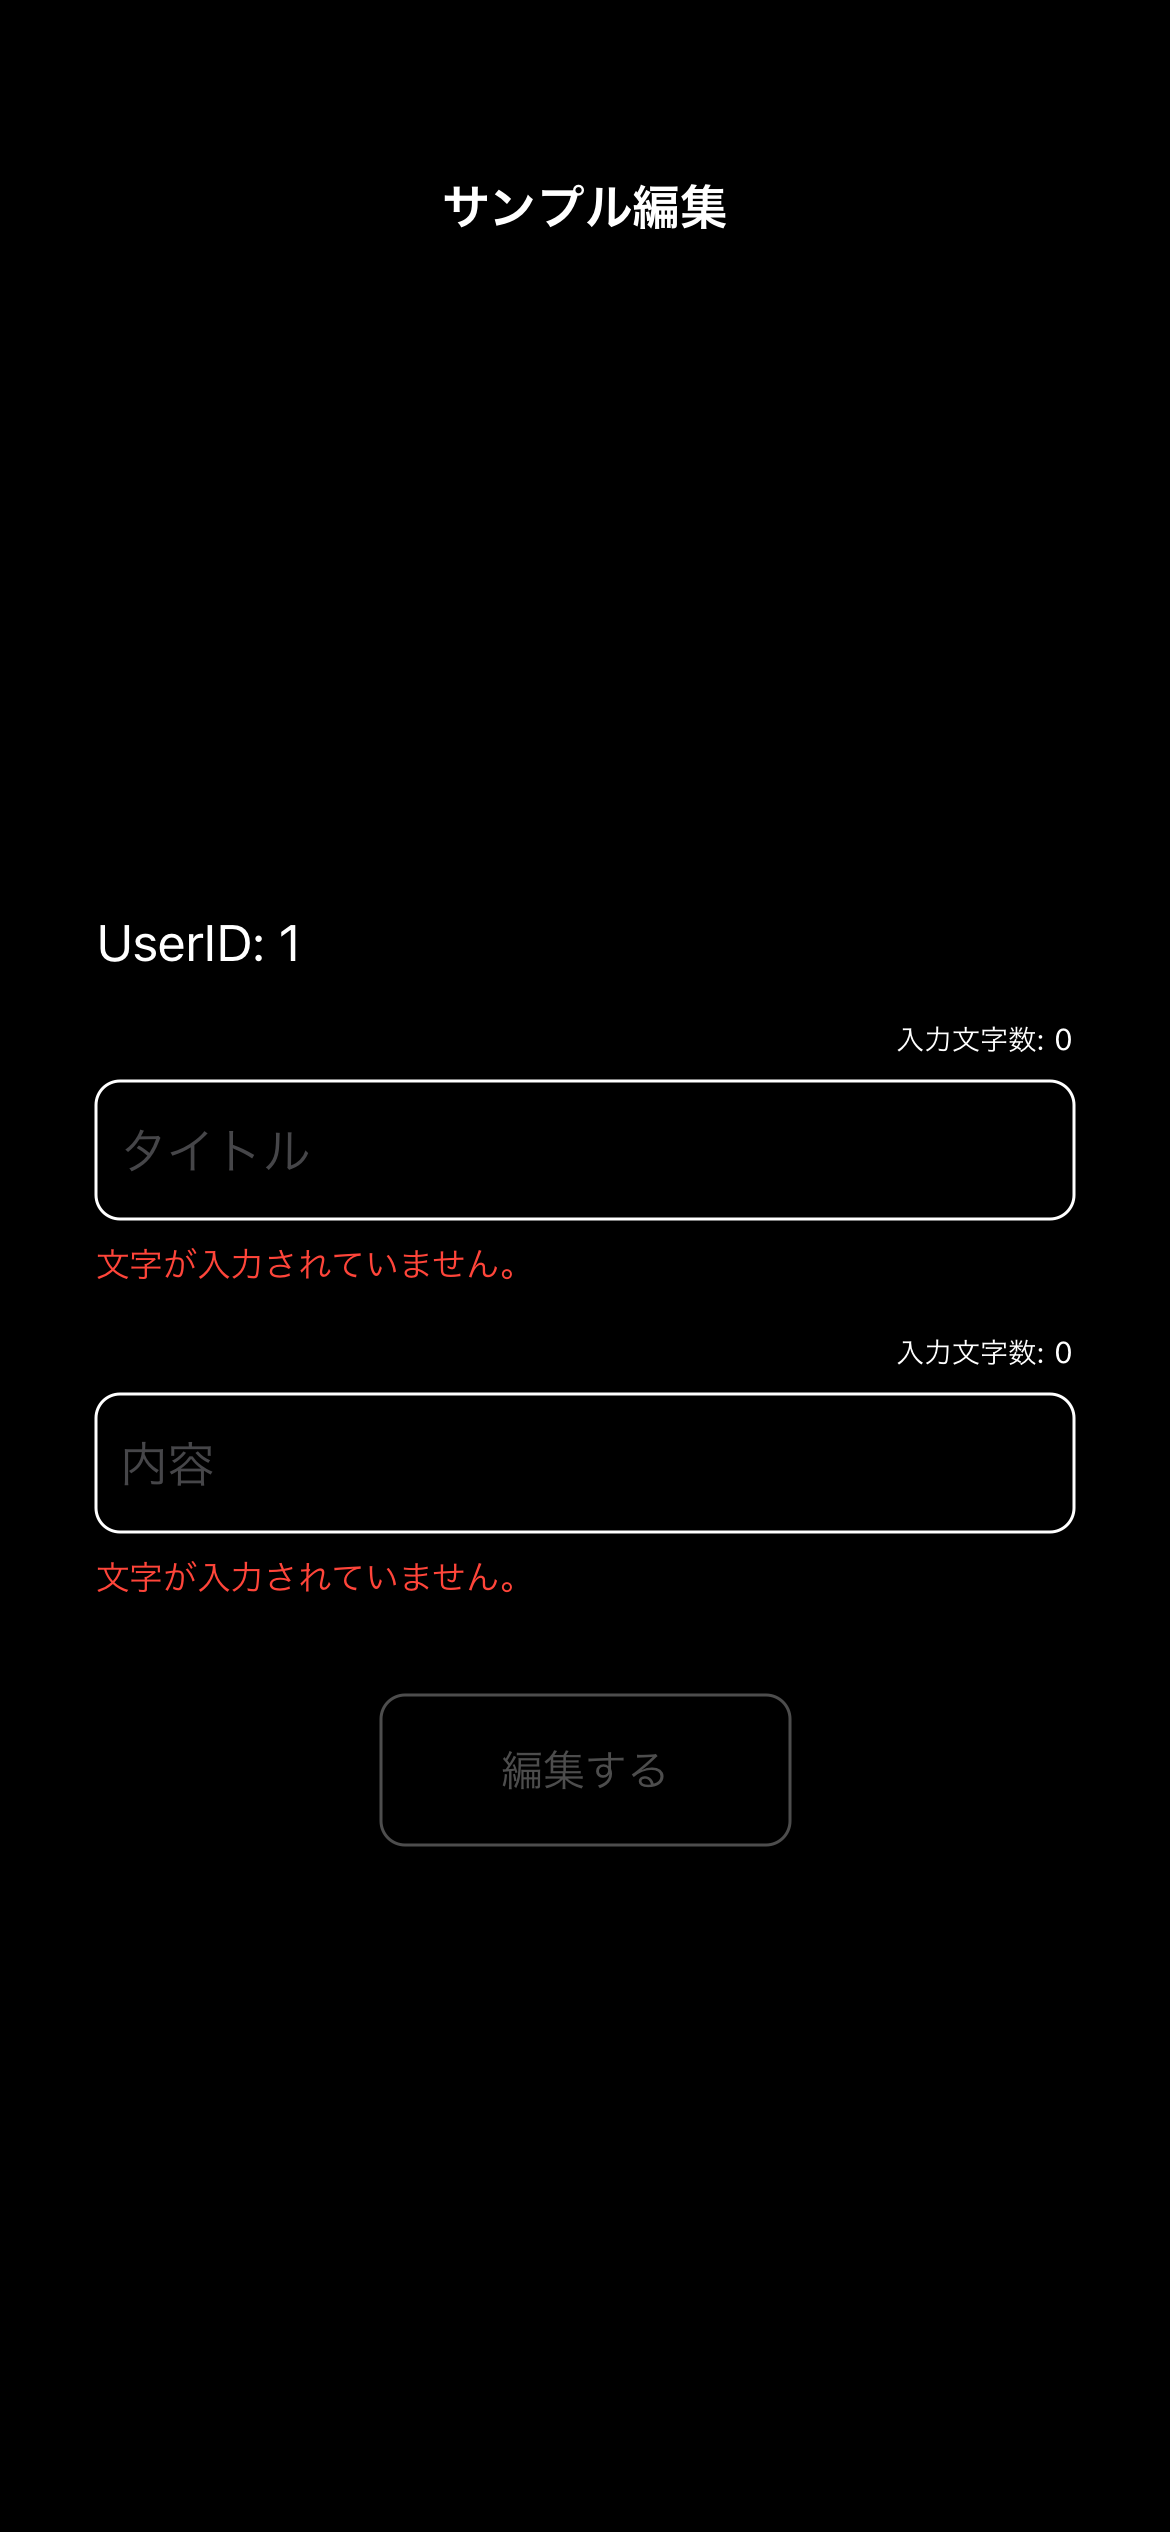 サンプル編集
UserID: 1
入力文字数: 0
タイトル
文字が入力されていません。
入力文字数: 0
内容
文字が入力されていません。
編集する